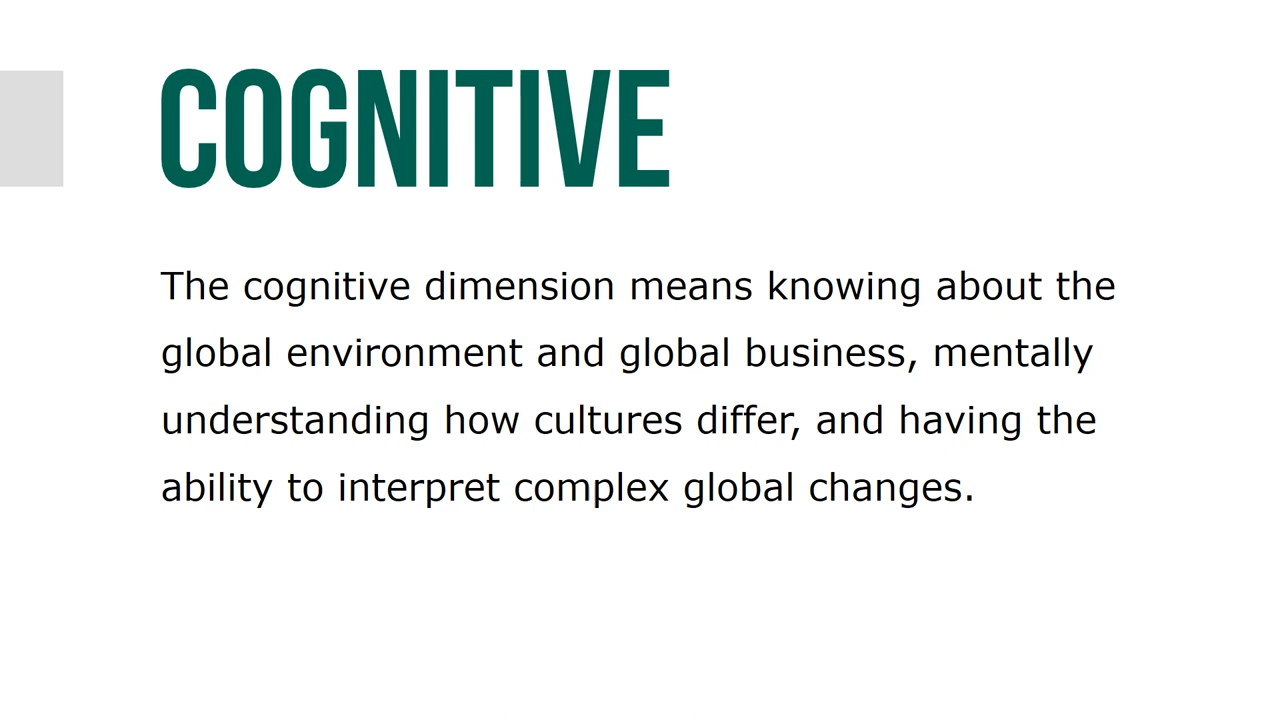 COGNITIVE
The cognitive dimension means knowing about the
global environment and global business, mentally
understanding how cultures differ, and having the
ability to interpret complex global changes.